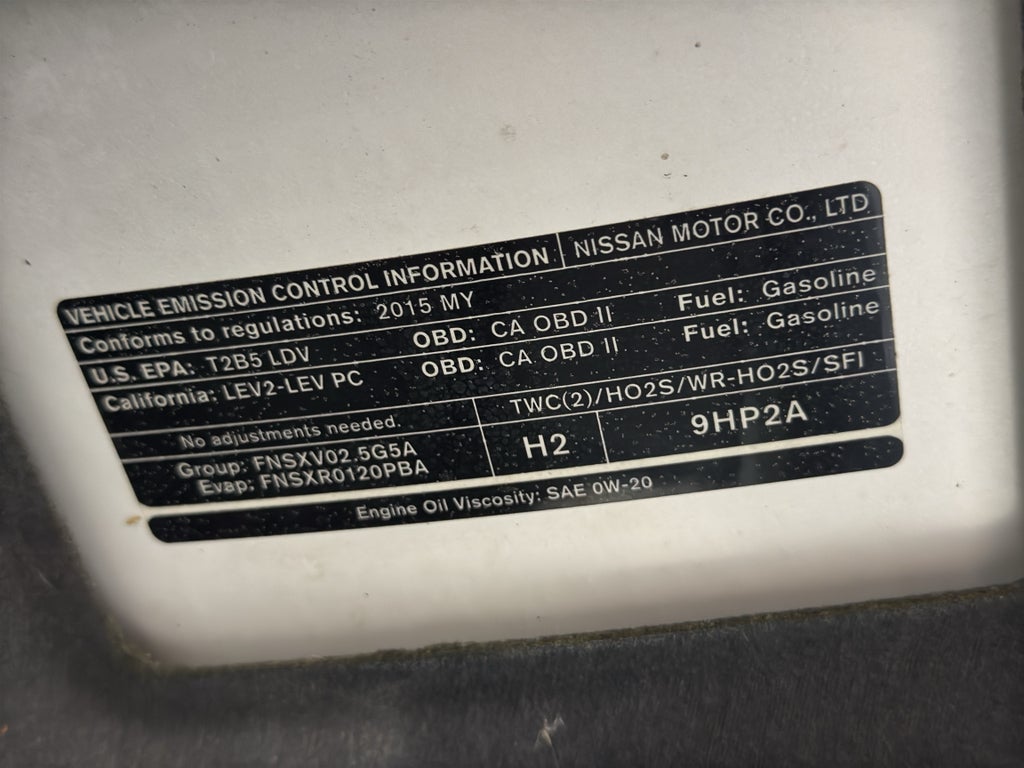 VEHICLE EMISSION CONTROL INFORMATION NISSAN MOTOR CO., LTD
Conforms to regulations: 2015 MY
U.S. EPA: T2B5 LDV OBD: CA OBD II Fuel: Gasoline
California: LEV2-LEV PC OBD: CA OBD II Fuel: Gasoline
No adjustments needed. TWC(2)/HO2S/WR-HO2S/SFI
Group: FNSXV02.5G5A H2 9HP2A
Evap: FNSXR0120PBA
Engine Oil Viscosity: SAE 0W-20